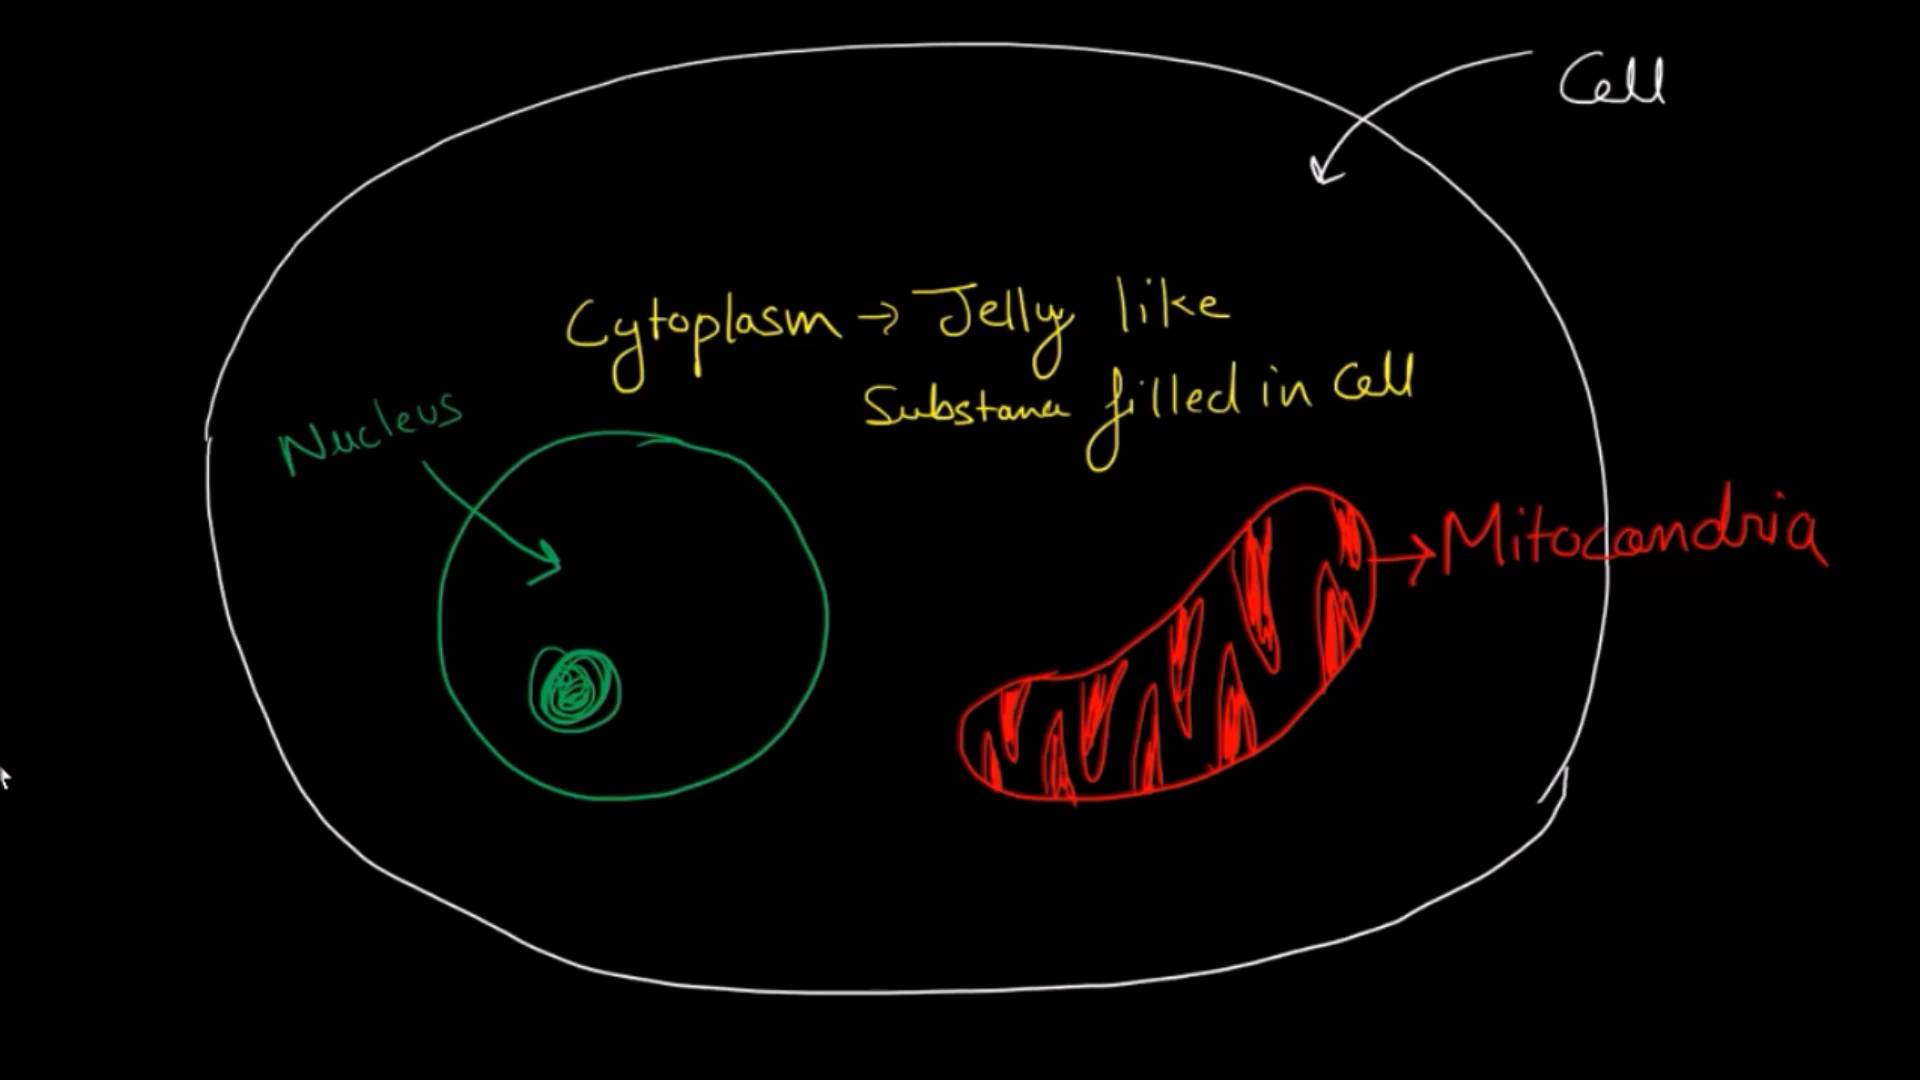 Cell
Cytoplasm → Jelly like
Substance filled in cell
Nucleus
→ Mitocandria